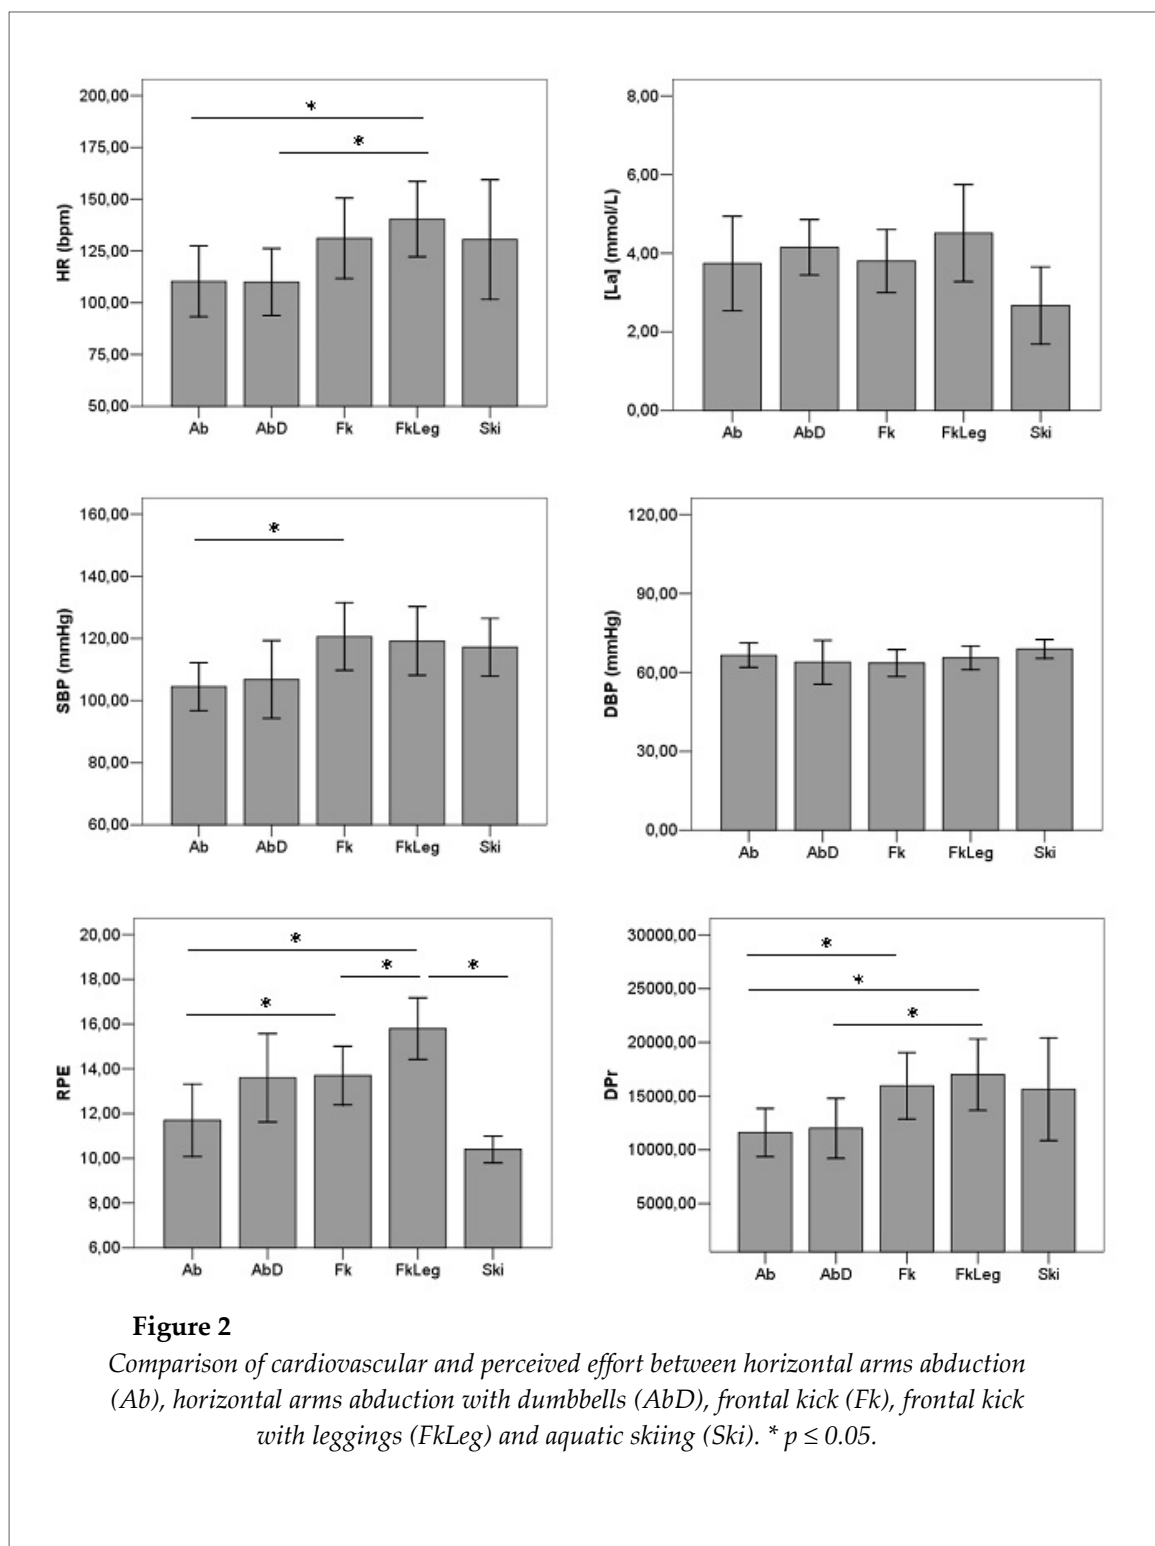 HR (bpm)
200,00
175,00
150,00
125,00
100,00
75,00
50,00
*
*
Ab AbD Fk FkLeg Ski
[La] (mmol/L)
8,00
6,00
4,00
2,00
0,00
Ab AbD Fk FkLeg Ski
SBP (mmHg)
160,00
140,00
120,00
100,00
80,00
60,00
*
Ab AbD Fk FkLeg Ski
DBP (mmHg)
120,00
90,00
60,00
30,00
0,00
Ab AbD Fk FkLeg Ski
RPE
20,00
18,00
16,00
14,00
12,00
10,00
8,00
6,00
*
* *
*
Ab AbD Fk FkLeg Ski
DPr
30000,00
25000,00
20000,00
15000,00
10000,00
5000,00
*
*
*
Ab AbD Fk FkLeg Ski
Figure 2
Comparison of cardiovascular and perceived effort between horizontal arms abduction
(Ab), horizontal arms abduction with dumbbells (AbD), frontal kick (Fk), frontal kick
with leggings (FkLeg) and aquatic skiing (Ski). * p ≤ 0.05.